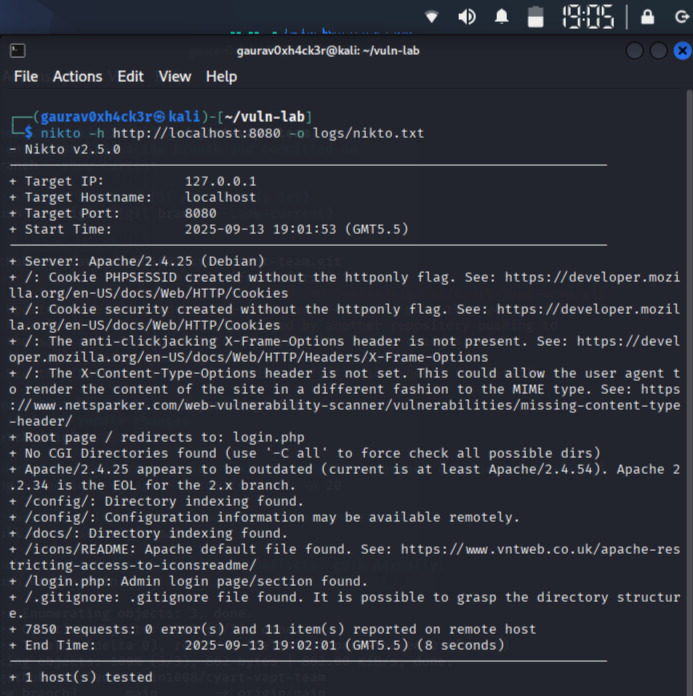 19:05
gaurav0xh4ck3r@kali: ~/vuln-lab
File Actions Edit View Help
┌──(gaurav0xh4ck3r㉿kali)-[~/vuln-lab]
└─$ nikto -h http://localhost:8080 -o logs/nikto.txt
- Nikto v2.5.0
+ Target IP: 127.0.0.1
+ Target Hostname: localhost
+ Target Port: 8080
+ Start Time: 2025-09-13 19:01:53 (GMT5.5)
+ Server: Apache/2.4.25 (Debian)
+ /: Cookie PHPSESSID created without the httponly flag. See: https://developer.mozi
lla.org/en-US/docs/Web/HTTP/Cookies
+ /: Cookie security created without the httponly flag. See: https://developer.mozil
la.org/en-US/docs/Web/HTTP/Cookies
+ /: The anti-clickjacking X-Frame-Options header is not present. See: https://devel
oper.mozilla.org/en-US/docs/Web/HTTP/Headers/X-Frame-Options
+ /: The X-Content-Type-Options header is not set. This could allow the user agent t
o render the content of the site in a different fashion to the MIME type. See: https
://www.netsparker.com/web-vulnerability-scanner/vulnerabilities/missing-content-type
-header/
+ Root page / redirects to: login.php
+ No CGI Directories found (use '-C all' to force check all possible dirs)
+ Apache/2.4.25 appears to be outdated (current is at least Apache/2.4.54). Apache 2
.2.34 is the EOL for the 2.x branch.
+ /config/: Directory indexing found.
+ /config/: Configuration information may be available remotely.
+ /docs/: Directory indexing found.
+ /icons/README: Apache default file found. See: https://www.vntweb.co.uk/apache-res
tricting-access-to-iconsreadme/
+ /login.php: Admin login page/section found.
+ /.gitignore: .gitignore file found. It is possible to grasp the directory structur
e.
+ 7850 requests: 0 error(s) and 11 item(s) reported on remote host
+ End Time: 2025-09-13 19:02:01 (GMT5.5) (8 seconds)
+ 1 host(s) tested